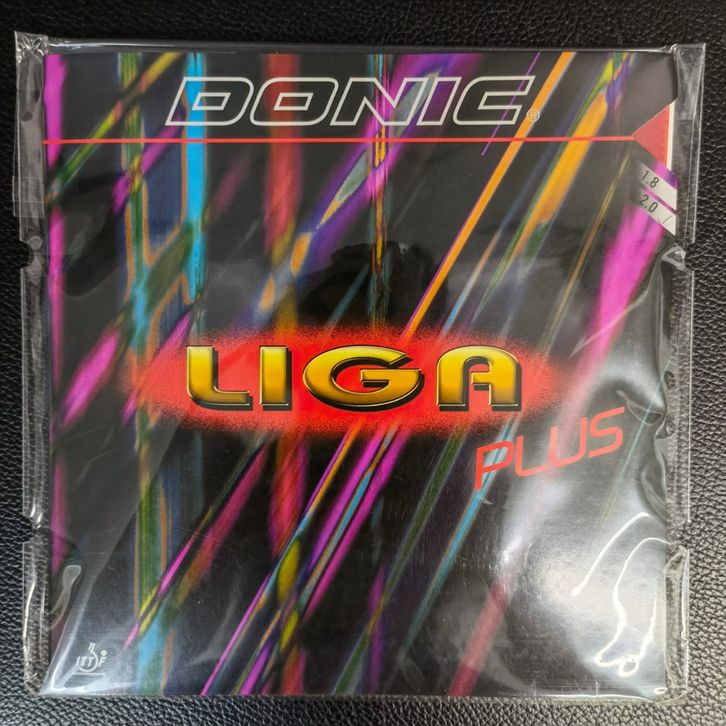 DONIC®
1.8
2.0 ✓
LIGA
PLUS
ITTF